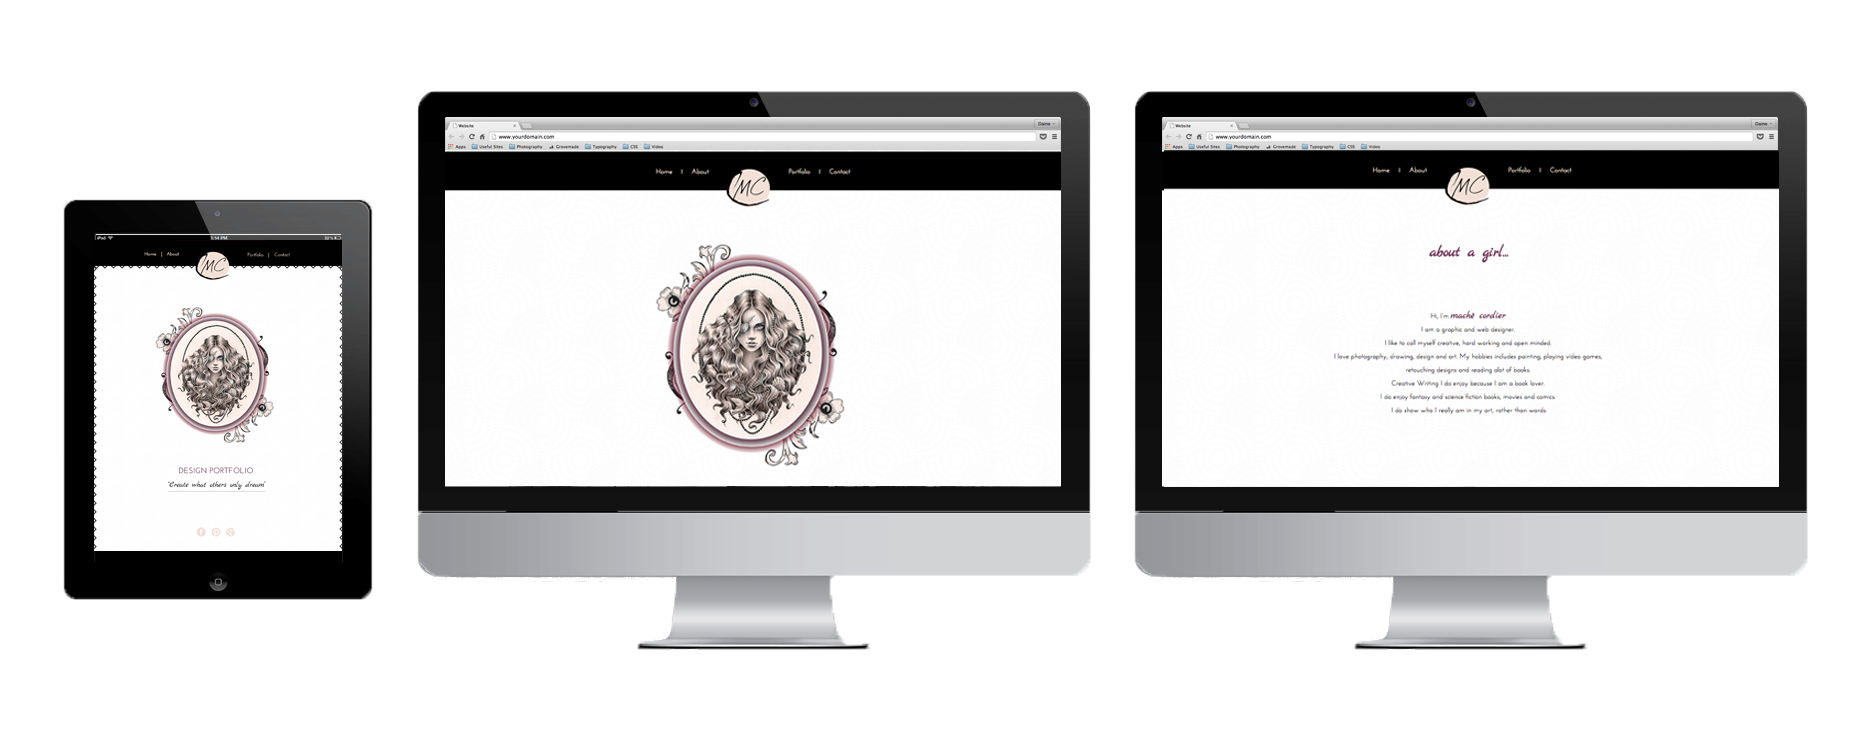 iPad 1:14 PM
Home | About MC Portfolio | Contact
DESIGN PORTFOLIO
"Create what others only dream"
Website Diane
www.yourdomain.com
Apps Useful Sites Photography Grovemade Typography CSS Video
Home | About MC Portfolio | Contact
Website Diane
www.yourdomain.com
Apps Useful Sites Photography Grovemade Typography CSS Video
Home | About MC Portfolio | Contact
about a girl...
Hi, I'm maché cordier
I am a graphic and web designer.
I like to call myself creative, hard working and open minded.
I love photography, drawing, design and art. My hobbies includes painting, playing video games,
retouching designs and reading alot of books.
Creative Writing I do enjoy because I am a book lover.
I do enjoy fantasy and science fiction books, movies and comics.
I do show who I really am in my art, rather than words.